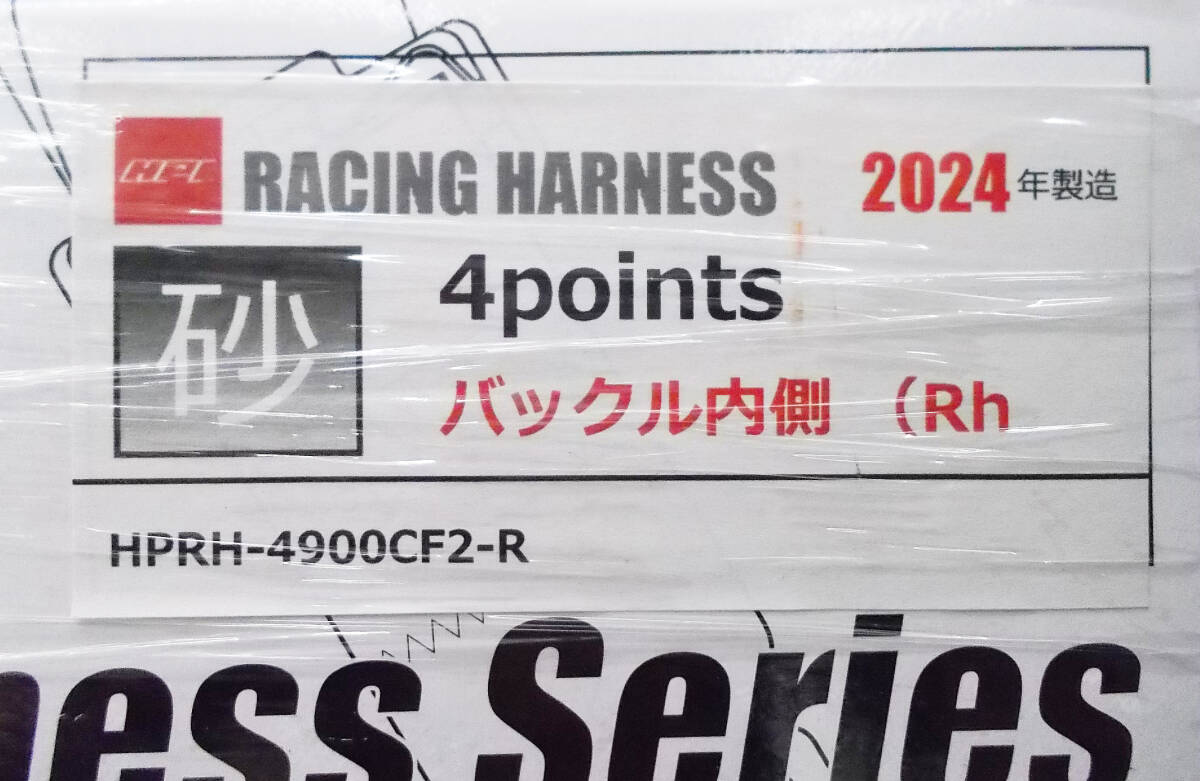 HPI RACING HARNESS 2024年製造
砂
4points
バックル内側 （Rh
HPRH-4900CF2-R
ness Series